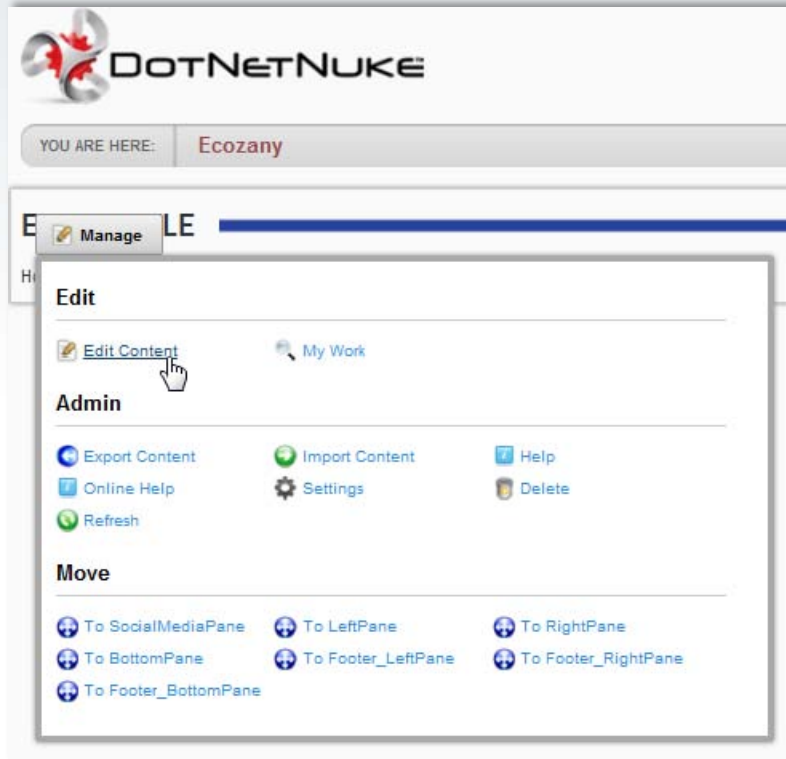 DotNetNuke
YOU ARE HERE: Ecozany
E LE
Manage
H
Edit
Edit Content My Work
Admin
Export Content Import Content Help
Online Help Settings Delete
Refresh
Move
To SocialMediaPane To LeftPane To RightPane
To BottomPane To Footer_LeftPane To Footer_RightPane
To Footer_BottomPane